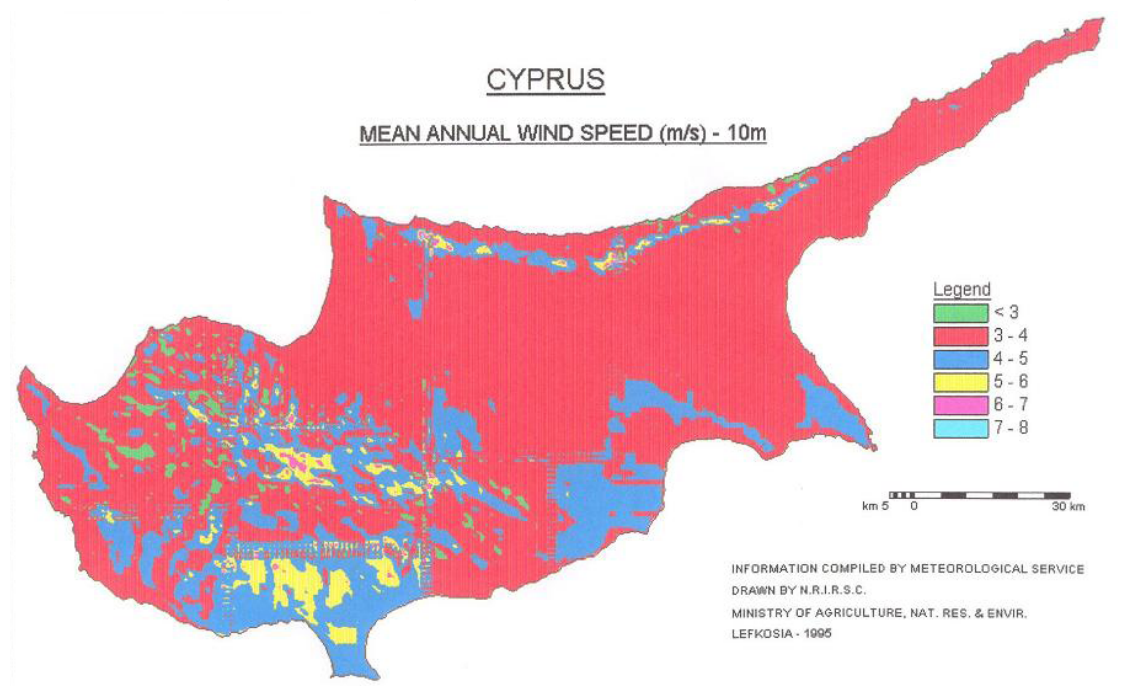 CYPRUS
MEAN ANNUAL WIND SPEED (m/s) - 10m
Legend
< 3
3 - 4
4 - 5
5 - 6
6 - 7
7 - 8
km 5 0 30 km
INFORMATION COMPILED BY METEOROLOGICAL SERVICE
DRAWN BY N.R.I.R.S.C.
MINISTRY OF AGRICULTURE, NAT. RES. & ENVIR.
LEFKOSIA - 1995